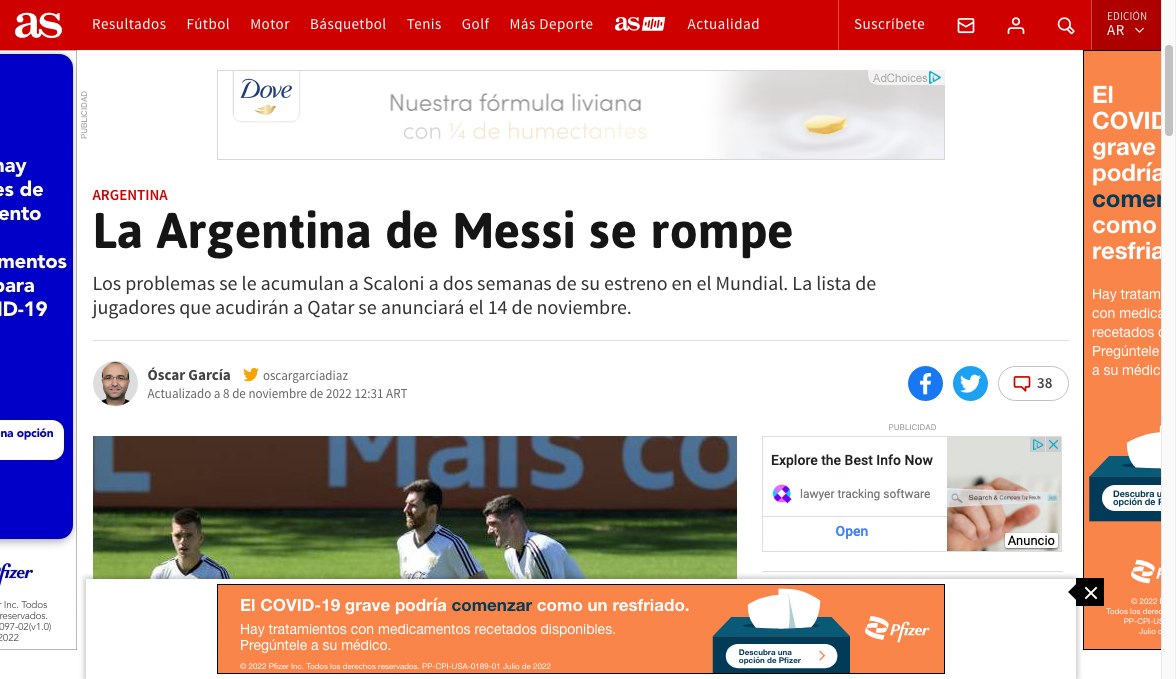 as Resultados Fútbol Motor Básquetbol Tenis Golf Más Deporte as Actualidad Suscríbete EDICIÓN
AR
PUBLICIDAD
Dove
Nuestra fórmula liviana
con ¼ de humectantes
AdChoices
ARGENTINA
La Argentina de Messi se rompe
Los problemas se le acumulan a Scaloni a dos semanas de su estreno en el Mundial. La lista de
jugadores que acudirán a Qatar se anunciará el 14 de noviembre.
Óscar García oscargarciadiaz
Actualizado a 8 de noviembre de 2022 12:31 ART
38
Mais co
PUBLICIDAD
Explore the Best Info Now
lawyer tracking software
Open
Search & Compare for Results
Anuncio
ay
es de
ento
mentos
para
ID-19
na opción
fizer
r Inc. Todos
reservados.
097-02(v1.0)
2022
El
COVID
grave
podría
comen
como
resfria
Hay tratam
con medica
recetados d
Pregúntele
a su médic
Descubra u
opción de Pf
© 2022 P
Todos los derec
PP-CPI-US
Julio d
El COVID-19 grave podría comenzar como un resfriado.
Hay tratamientos con medicamentos recetados disponibles.
Pregúntele a su médico.
© 2022 Pfizer Inc. Todos los derechos reservados. PP-CPI-USA-0189-01 Julio de 2022
Descubra una
opción de Pfizer
Pfizer